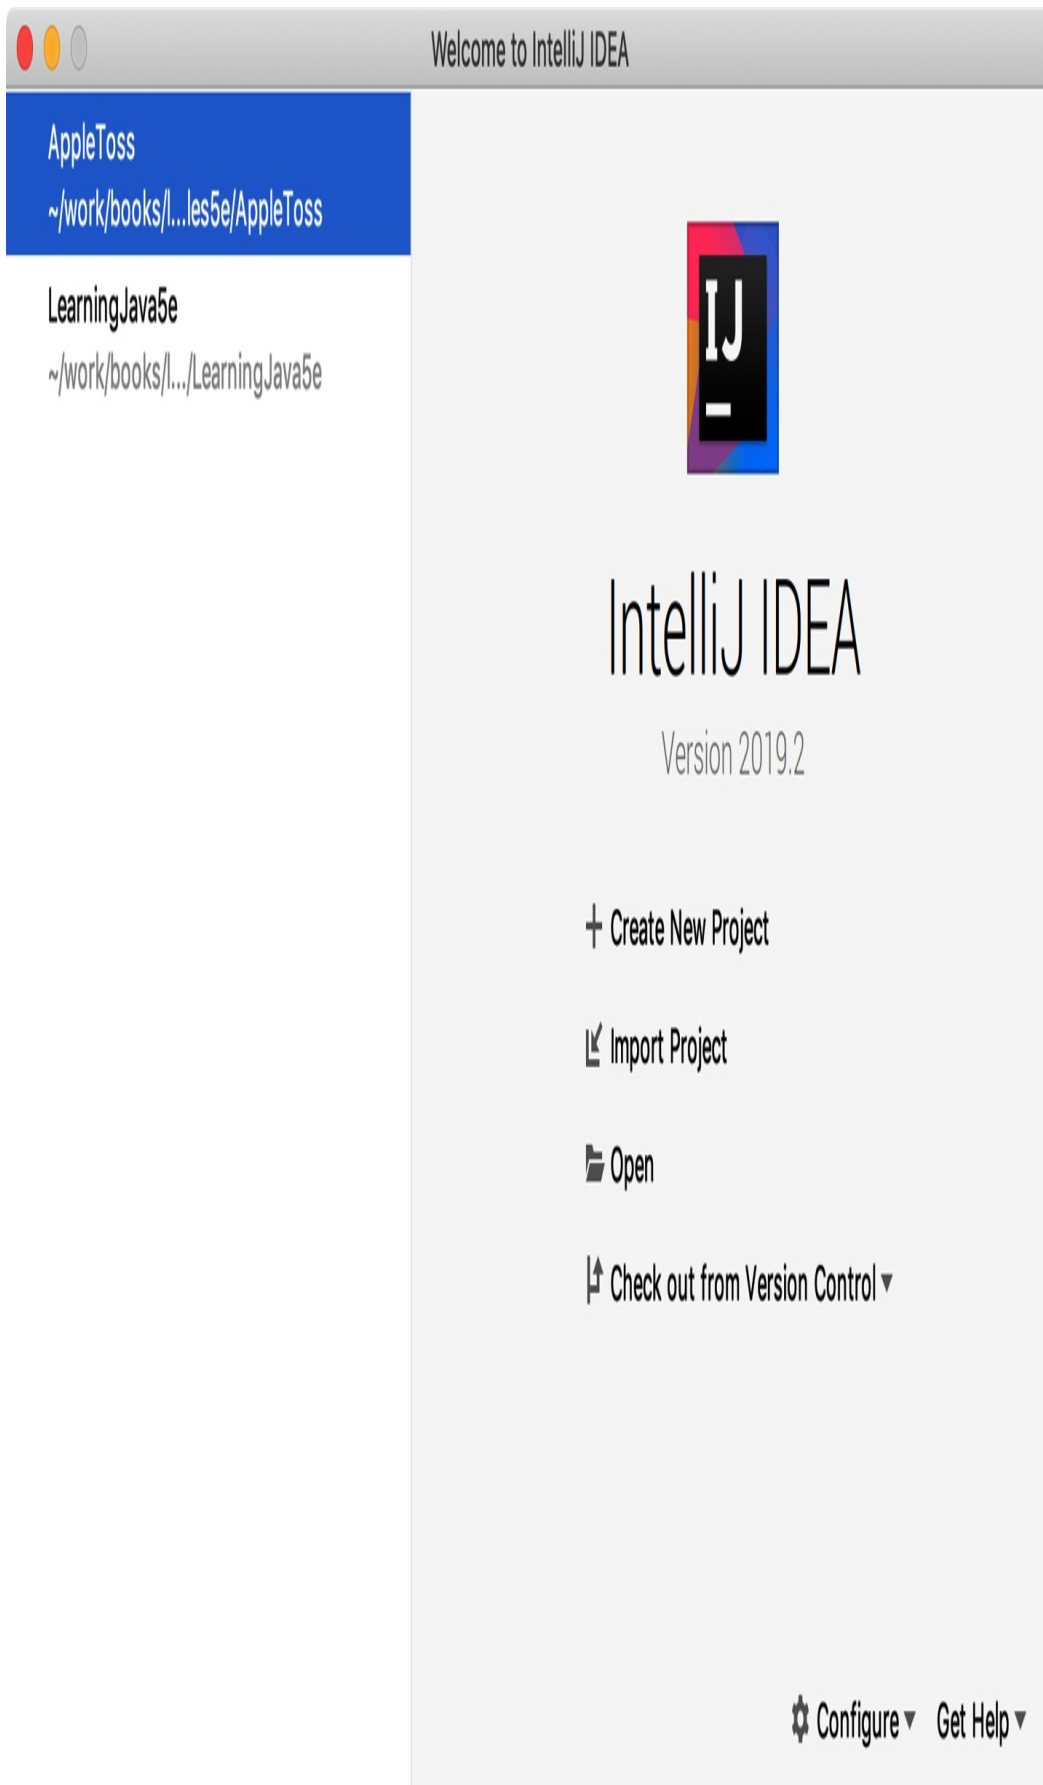 Welcome to IntelliJ IDEA
AppleToss
~/work/books/l...les5e/AppleToss
LearningJava5e
~/work/books/l.../LearningJava5e
IJ
IntelliJ IDEA
Version 2019.2
Create New Project
Import Project
Open
Check out from Version Control
Configure
Get Help